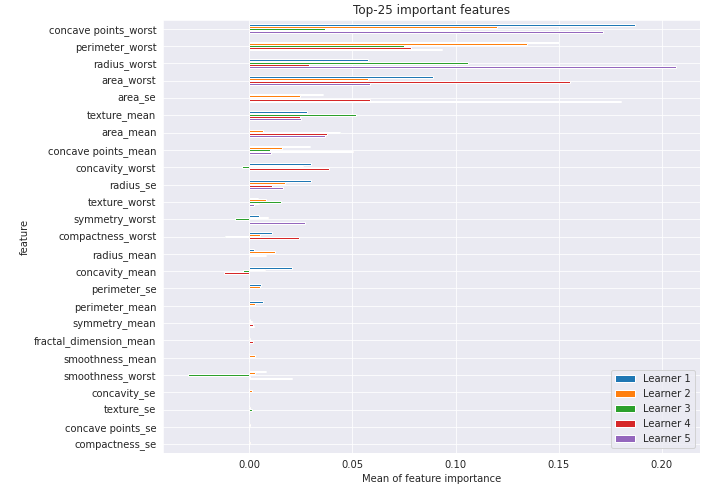 Top-25 important features
concave points_worst
perimeter_worst
radius_worst
area_worst
area_se
texture_mean
area_mean
concave points_mean
concavity_worst
radius_se
texture_worst
symmetry_worst
compactness_worst
radius_mean
concavity_mean
perimeter_se
perimeter_mean
symmetry_mean
fractal_dimension_mean
smoothness_mean
smoothness_worst
concavity_se
texture_se
concave points_se
compactness_se
feature
Learner 1
Learner 2
Learner 3
Learner 4
Learner 5
0.00 0.05 0.10 0.15 0.20
Mean of feature importance